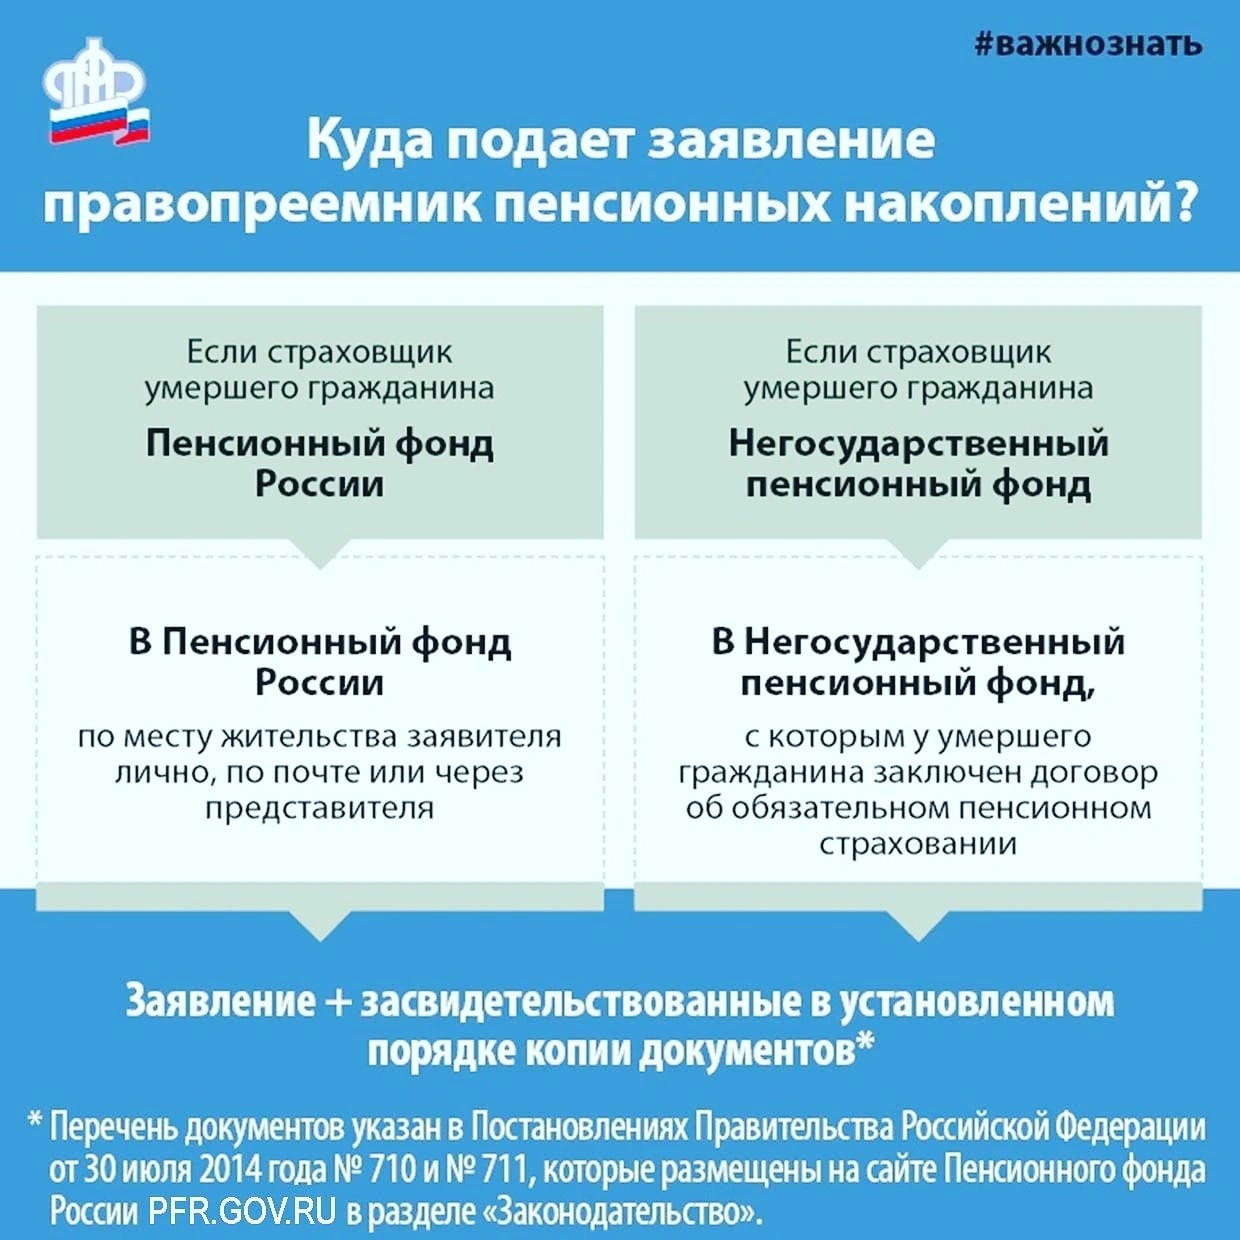 #важнознать
Куда подает заявление
правопреемник пенсионных накоплений?
Если страховщик
умершего гражданина
Пенсионный фонд
России
В Пенсионный фонд
России
по месту жительства заявителя
лично, по почте или через
представителя
Если страховщик
умершего гражданина
Негосударственный
пенсионный фонд
В Негосударственный
пенсионный фонд,
с которым у умершего
гражданина заключен договор
об обязательном пенсионном
страховании
Заявление + засвидетельствованные в установленном
порядке копии документов*
* Перечень документов указан в Постановлениях Правительства Российской Федерации
от 30 июля 2014 года № 710 и № 711, которые размещены на сайте Пенсионного фонда
России PFR.GOV.RU в разделе «Законодательство».